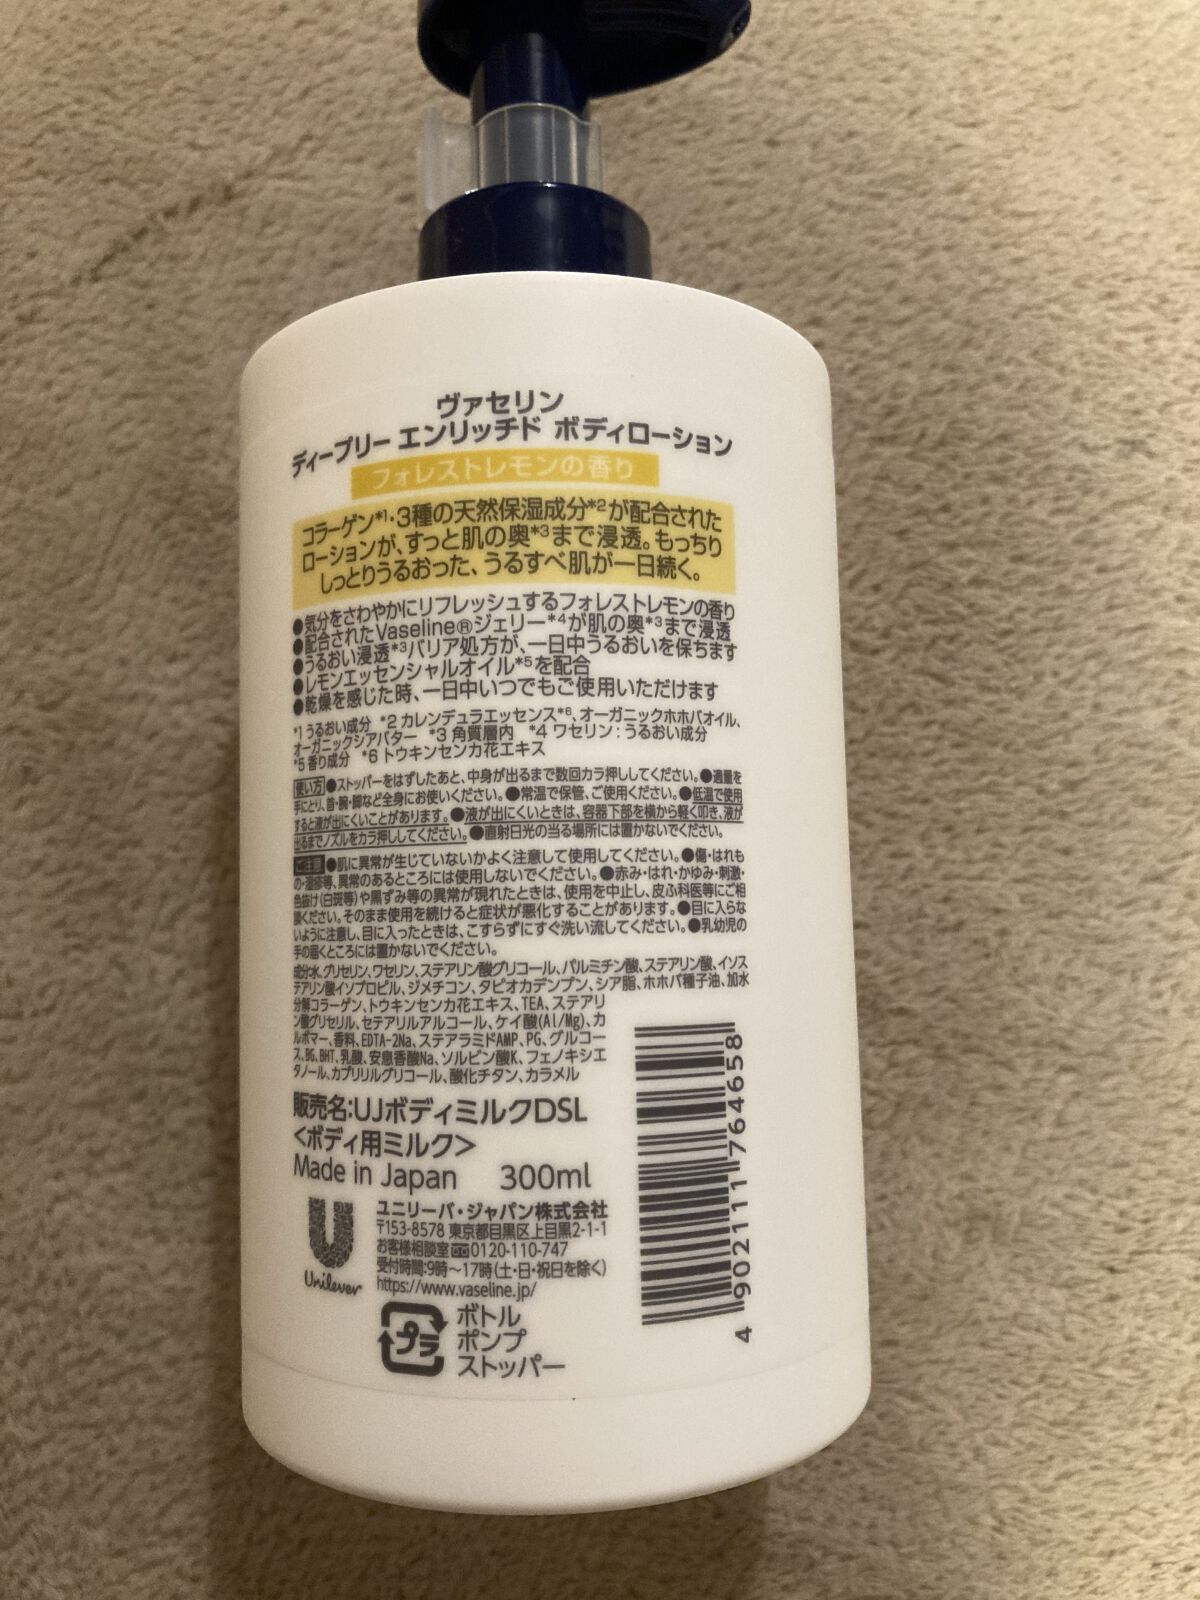 ヴァセリン
ディープリー エンリッチド ボディローション
フォレストレモンの香り
コラーゲン*1・3種の天然保湿成分*2が配合された
ローションが、すっと肌の奥*3まで浸透。もっちり
しっとりうるおった、うるすべ肌が一日続く。
●気分をさわやかにリフレッシュするフォレストレモンの香り
●配合されたVaseline®ジェリー*4が肌の奥*3まで浸透
●うるおい浸透*3バリア処方が、一日中うるおいを保ちます
●レモンエッセンシャルオイル*5を配合
●乾燥を感じた時、一日中いつでもご使用いただけます
*1 うるおい成分 *2 カレンデュラエッセンス*6、オーガニックホホバオイル、
オーガニックシアバター *3 角質層内 *4 ワセリン：うるおい成分
*5 香り成分 *6 トウキンセンカ花エキス
使い方●ストッパーをはずしたあと、中身が出るまで数回カラ押ししてください。●適量を
手にとり、首・腕・脚など全身にお使いください。●常温で保管、ご使用ください。●低温で使用
すると液が出にくいことがあります。●液が出にくいときは、容器下部を横から軽く叩き、液が
出るまでノズルをカラ押ししてください。●直射日光の当る場所には置かないでください。
ご注意●肌に異常が生じていないかよく注意して使用してください。●傷・はれも
の・湿疹等、異常のあるところには使用しないでください。●赤み・はれ・かゆみ・刺激・
色抜け(白斑等)や黒ずみ等の異常が現れたときは、使用を中止し、皮ふ科医等にご相
談ください。そのまま使用を続けると症状が悪化することがあります。●目に入らな
いように注意し、目に入ったときは、こすらずにすぐ洗い流してください。●乳幼児の
手の届くところには置かないでください。
成分:水、グリセリン、ワセリン、ステアリン酸グリコール、パルミチン酸、ステアリン酸、イソス
テアリン酸イソプロピル、ジメチコン、タピオカデンプン、シア脂、ホホバ種子油、加水
分解コラーゲン、トウキンセンカ花エキス、TEA、ステアリ
ン酸グリセリル、セテアリルアルコール、ケイ酸(Al/Mg)、カ
ルボマー、香料、EDTA-2Na、ステアラミドAMP、PG、グルコー
ス、BG、BHT、乳酸、安息香酸Na、ソルビン酸K、フェノキシエ
タノール、カプリリルグリコール、酸化チタン、カラメル
販売名：UJボディミルクDSL
＜ボディ用ミルク＞
Made in Japan 300ml
Unilever
ユニリーバ・ジャパン株式会社
〒153-8578 東京都目黒区上目黒2-1-1
お客様相談室 0120-110-747
受付時間:9時～17時(土・日・祝日を除く)
https://www.vaseline.jp/
プラ
ボトル
ポンプ
ストッパー
4 902111 764658